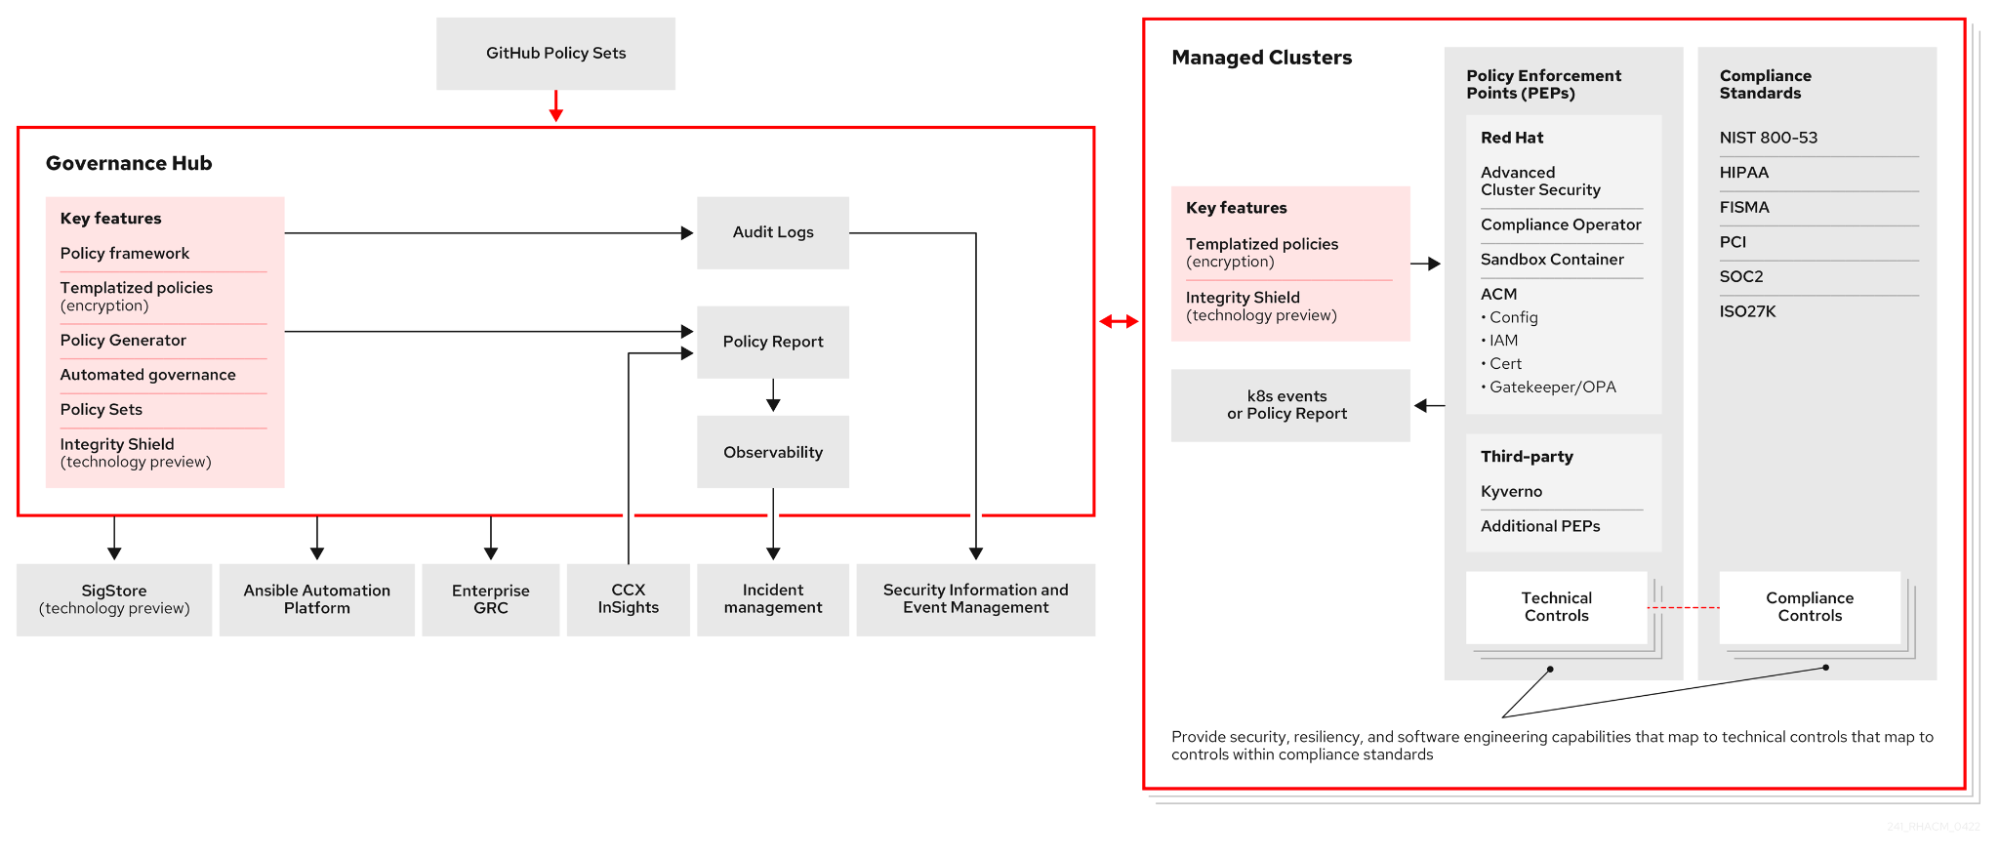 GitHub Policy Sets
Governance Hub
Key features
Policy framework
Templatized policies
(encryption)
Policy Generator
Automated governance
Policy Sets
Integrity Shield
(technology preview)
Audit Logs
Policy Report
Observability
SigStore
(technology preview)
Ansible Automation
Platform
Enterprise
GRC
CCX
InSights
Incident
management
Security Information and
Event Management
Managed Clusters
Key features
Templatized policies
(encryption)
Integrity Shield
(technology preview)
k8s events
or Policy Report
Policy Enforcement
Points (PEPs)
Red Hat
Advanced
Cluster Security
Compliance Operator
Sandbox Container
ACM
• Config
• IAM
• Cert
• Gatekeeper/OPA
Third-party
Kyverno
Additional PEPs
Technical
Controls
Compliance
Standards
NIST 800-53
HIPAA
FISMA
PCI
SOC2
ISO27K
Compliance
Controls
Provide security, resiliency, and software engineering capabilities that map to technical controls that map to
controls within compliance standards
241_RHACM_0422